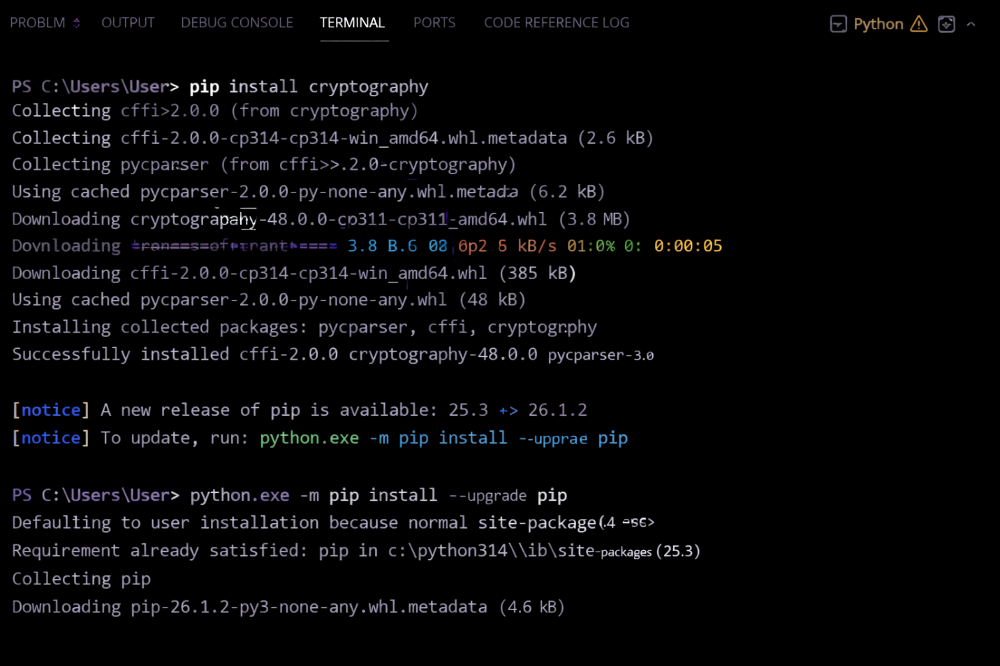 PROBLM OUTPUT DEBUG CONSOLE TERMINAL PORTS CODE REFERENCE LOG Python
PS C:\Users\User> pip install cryptography
Collecting cffi>2.0.0 (from cryptography)
Collecting cffi-2.0.0-cp314-cp314-win_amd64.whl.metadata (2.6 kB)
Collecting pycparser (from cffi>>.2.0-cryptography)
Using cached pycparser-2.0.0-py-none-any.whl.metada (6.2 kB)
Downloading cryptograpahy-48.0.0-cp311-cp311_amd64.whl (3.8 MB)
Dovnloading 3.8 B.6 02 0p2 5 kB/s 01:0% 0: 0:00:05
Downloading cffi-2.0.0-cp314-cp314-win_amd64.whl (385 kB)
Using cached pycparser-2.0.0-py-none-any.whl (48 kB)
Installing collected packages: pycparser, cffi, cryptogrphy
Successfully installed cffi-2.0.0 cryptography-48.0.0 pycparser-3.0
[notice] A new release of pip is available: 25.3 +> 26.1.2
[notice] To update, run: python.exe -m pip install --upprae pip
PS C:\Users\User> python.exe -m pip install --upgrade pip
Defaulting to user installation because normal site-package(.4
Requirement already satisfied: pip in c:\python314\\ib\site-packages (25.3)
Collecting pip
Downloading pip-26.1.2-py3-none-any.whl.metadata (4.6 kB)